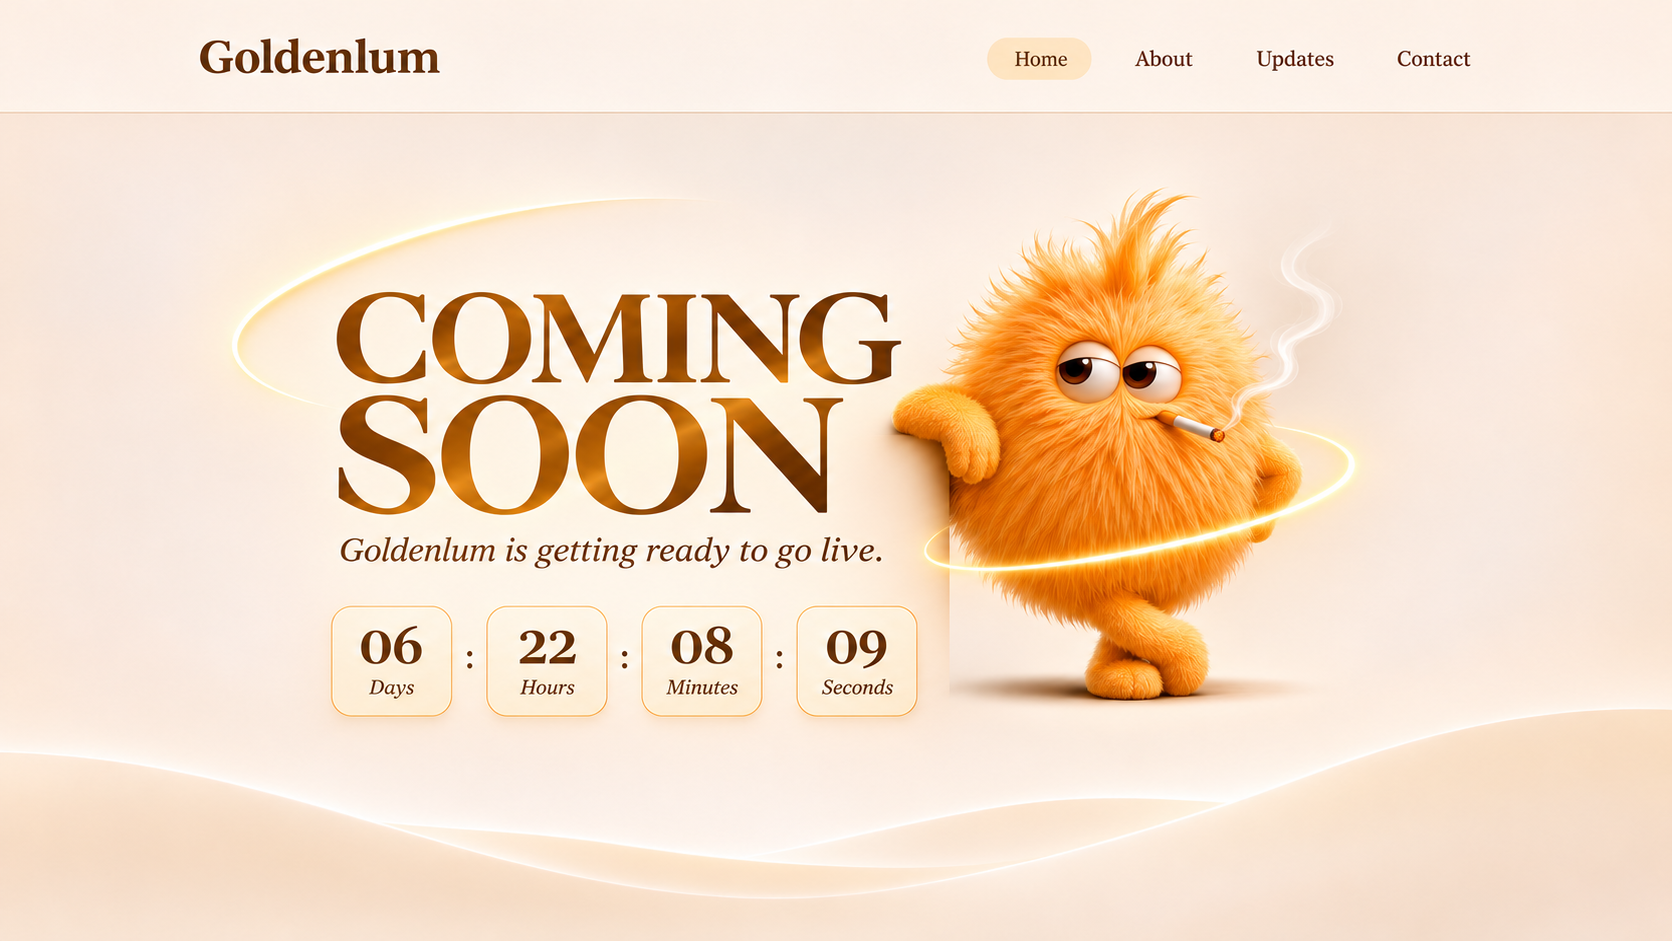 Goldenlum
Home About Updates Contact
COMING
SOON
Goldenlum is getting ready to go live.
06 : 22 : 08 : 09
Days Hours Minutes Seconds